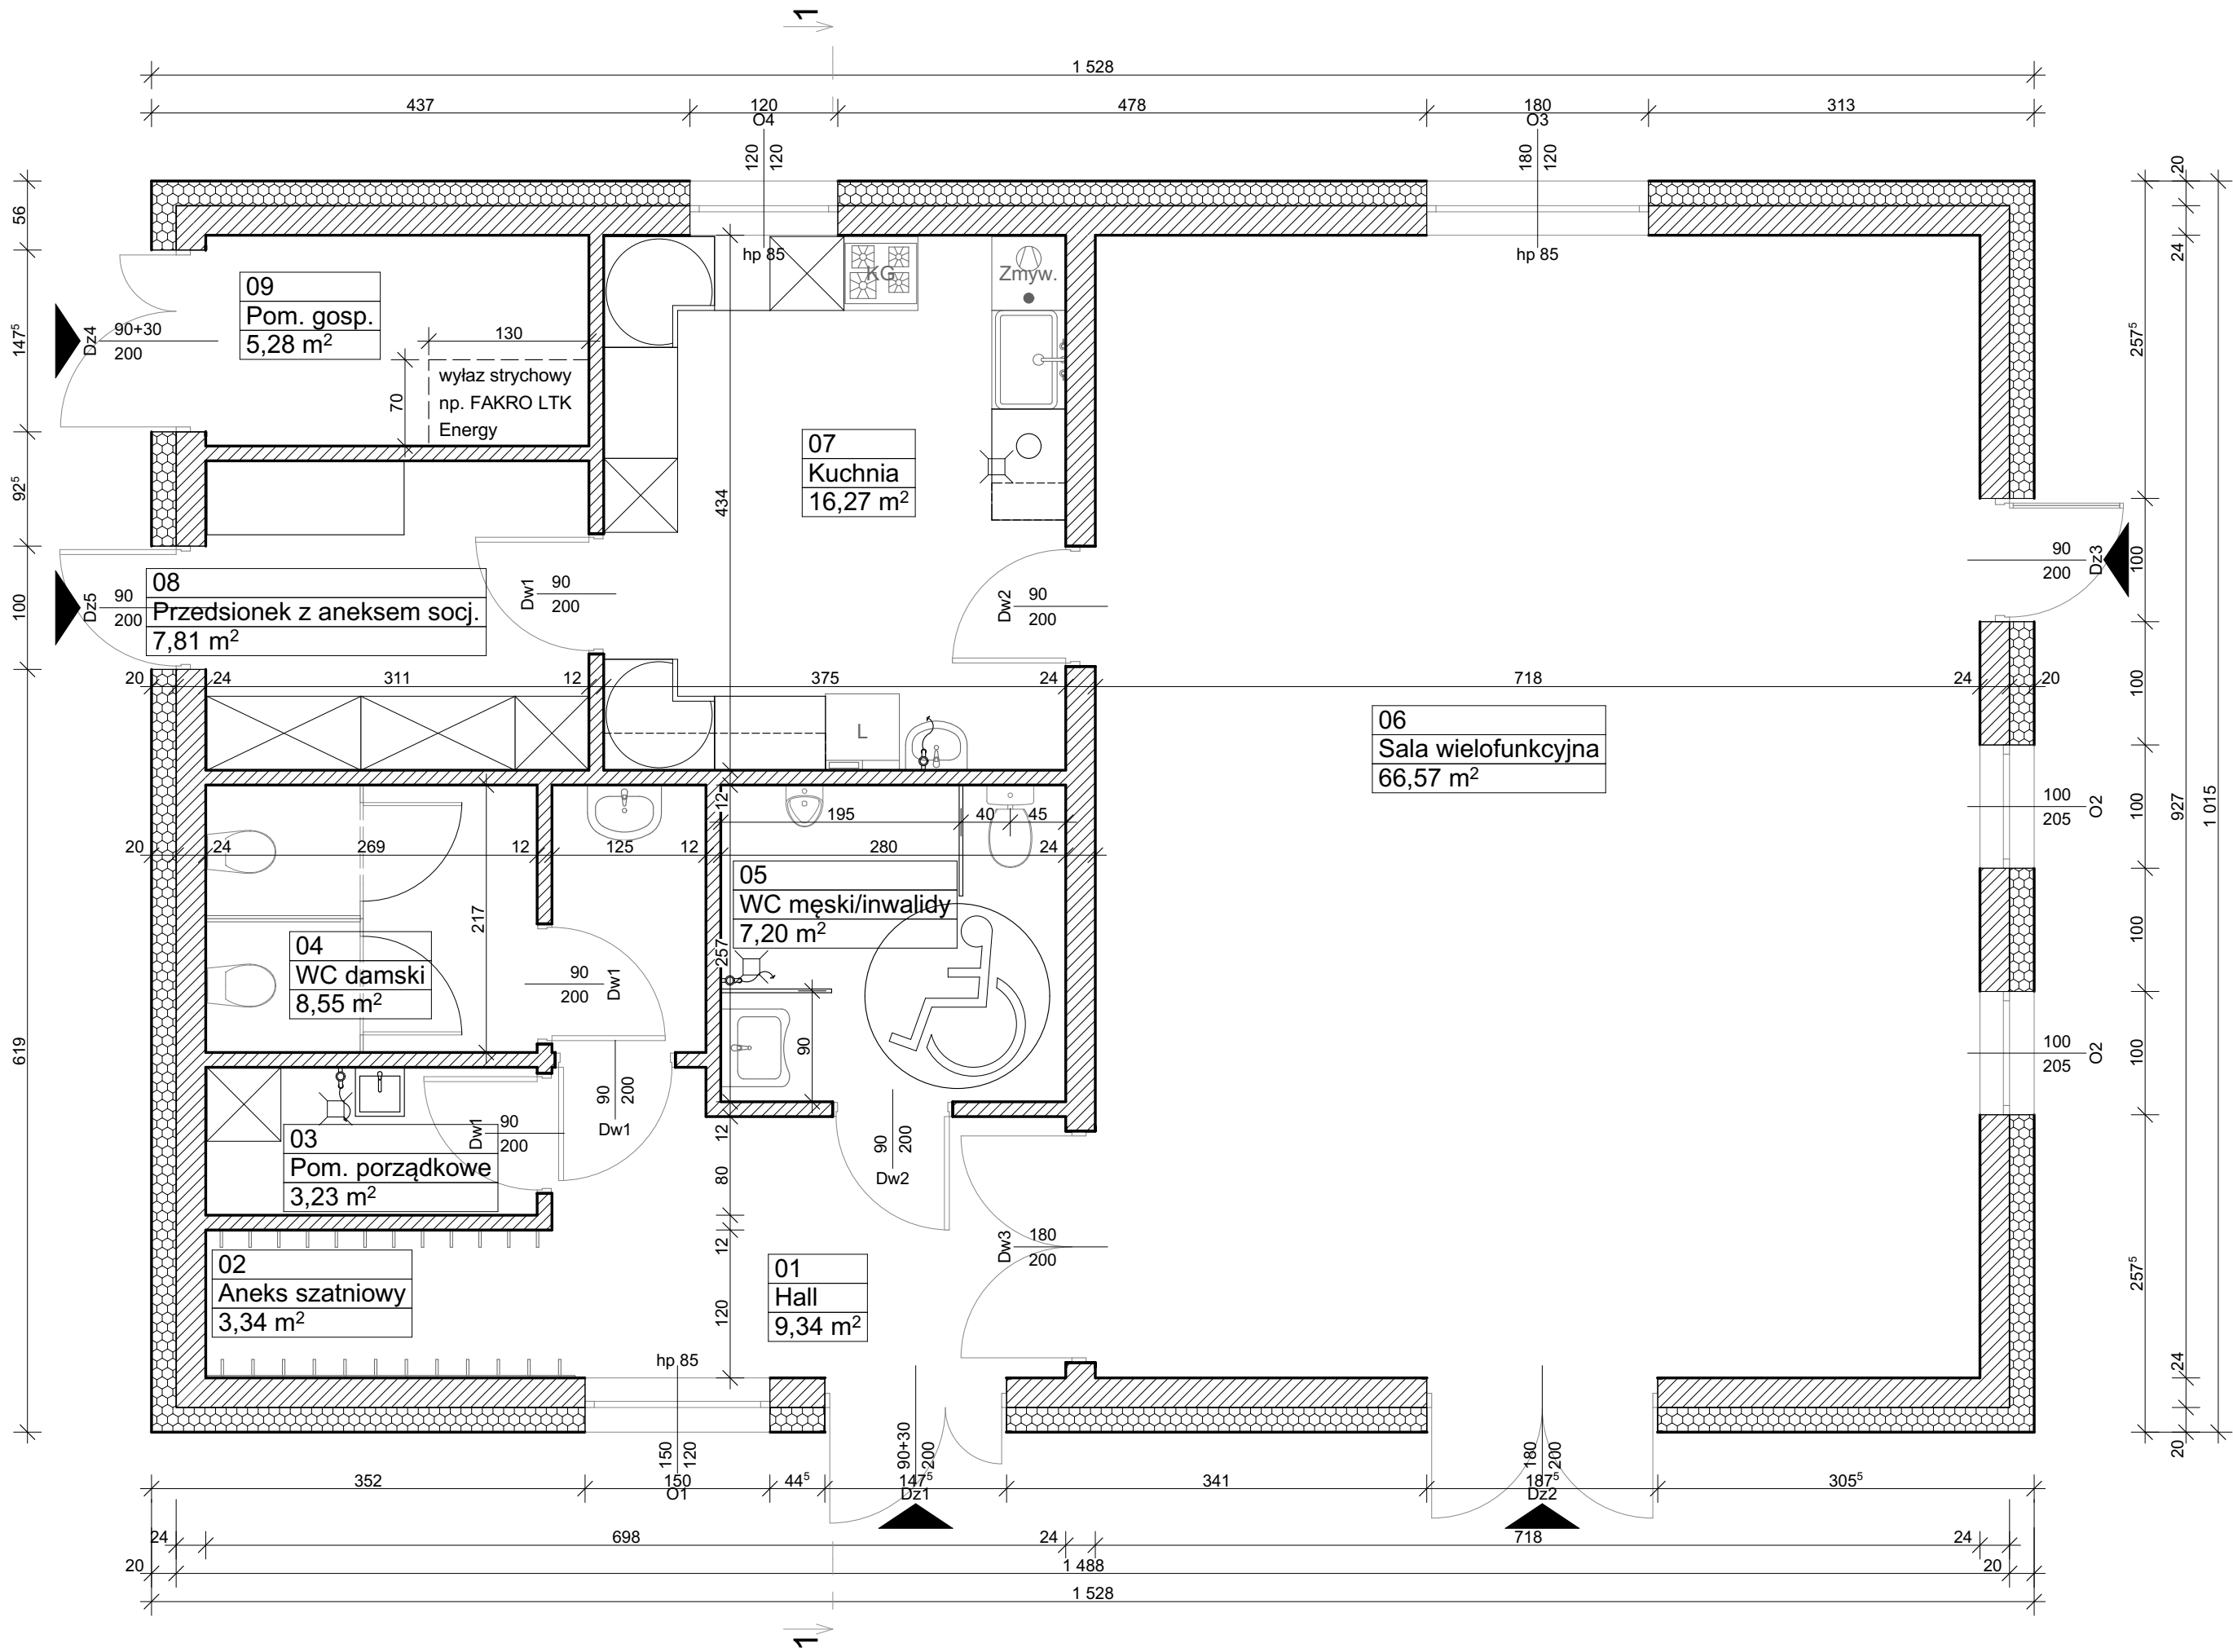 1
1 528
437
120
O4
478
180
O3
313
120
120
180
120
hp 85
hp 85
20
56
24
147⁵
92⁵
100
619
257⁵
100
100
100
100
100
257⁵
24
20
927
1 015
09
Pom. gosp.
5,28 m²
Dz4
90+30
200
130
70
wyłaz strychowy
np. FAKRO LTK
Energy
KG
Zmyw.
07
Kuchnia
16,27 m²
434
08
Przedsionek z aneksem socj.
7,81 m²
Dz5
90
200
Dw1
90
200
Dw2
90
200
90
200
Dz3
20
24
311
12
375
24
718
24
20
L
06
Sala wielofunkcyjna
66,57 m²
12
195
40
45
20
24
269
12
125
12
280
24
100
205
O2
05
WC męski/inwalidy
7,20 m²
217
257
04
WC damski
8,55 m²
90
200
Dw1
90
100
205
O2
90
200
Dw1
Dw1
90
200
03
Pom. porządkowe
3,23 m²
12
80
12
120
90
200
Dw2
Dw3
180
200
02
Aneks szatniowy
3,34 m²
01
Hall
9,34 m²
hp 85
150
120
90+30
200
180
200
352
150
O1
44⁵
147⁵
Dz1
341
187⁵
Dz2
305⁵
24
698
24
718
24
20
1 488
20
1 528
1